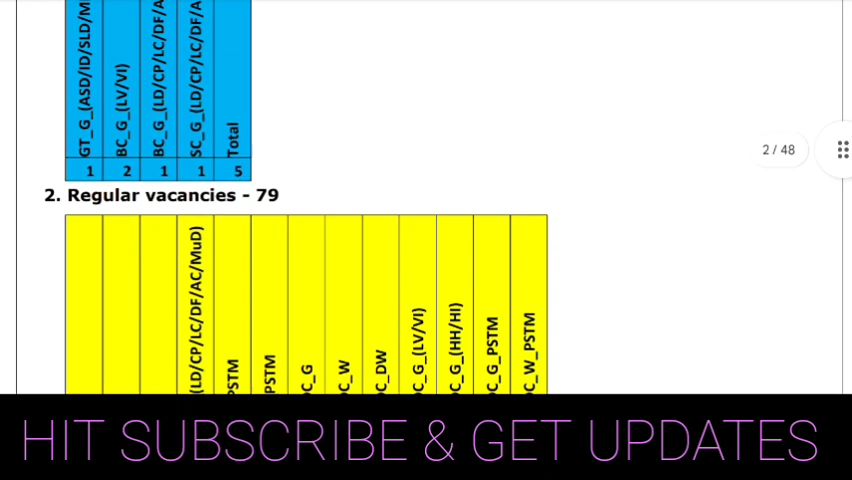 GT_G_(ASD/ID/SLD/M
BC_G_(LV/VI)
BC_G_(LD/CP/LC/DF/A
SC_G_(LD/CP/LC/DF/A
Total
1 2 1 1 5
2 / 48
2. Regular vacancies - 79
(LD/CP/LC/DF/AC/MuD)
PSTM
PSTM
C_G
C_W
C_DW
C_G_(LV/VI)
C_G_(HH/HI)
C_G_PSTM
C_W_PSTM
HIT SUBSCRIBE & GET UPDATES